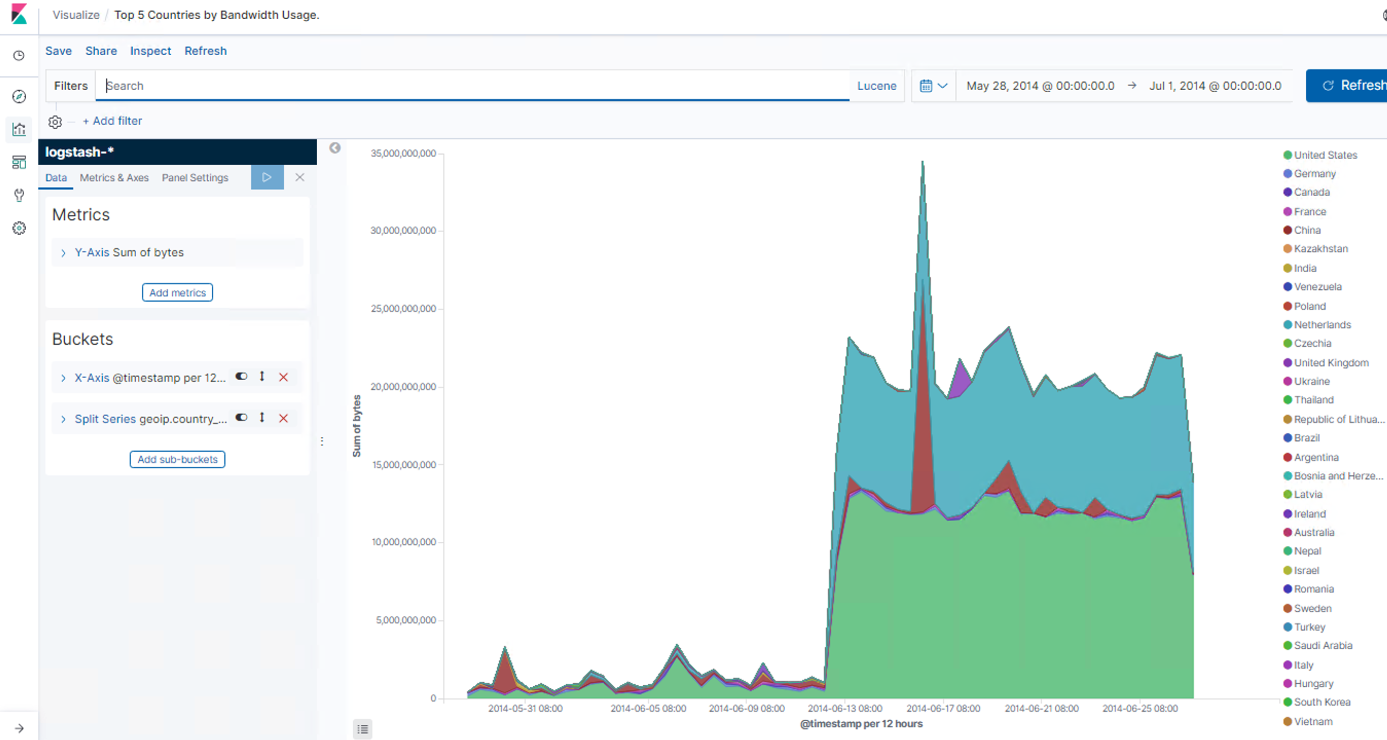 Visualize / Top 5 Countries by Bandwidth Usage.
Save Share Inspect Refresh
Filters Search Lucene May 28, 2014 @ 00:00:00.0 → Jul 1, 2014 @ 00:00:00.0 Refresh
+ Add filter
logstash-*
Data Metrics & Axes Panel Settings
Metrics
Y-Axis Sum of bytes
Add metrics
Buckets
X-Axis @timestamp per 12...
Split Series geoip.country_...
Add sub-buckets
Sum of bytes
35,000,000,000
30,000,000,000
25,000,000,000
20,000,000,000
15,000,000,000
10,000,000,000
5,000,000,000
0
2014-05-31 08:00 2014-06-05 08:00 2014-06-09 08:00 2014-06-13 08:00 2014-06-17 08:00 2014-06-21 08:00 2014-06-25 08:00
@timestamp per 12 hours
United States
Germany
Canada
France
China
Kazakhstan
India
Venezuela
Poland
Netherlands
Czechia
United Kingdom
Ukraine
Thailand
Republic of Lithua...
Brazil
Argentina
Bosnia and Herze...
Latvia
Ireland
Australia
Nepal
Israel
Romania
Sweden
Turkey
Saudi Arabia
Italy
Hungary
South Korea
Vietnam